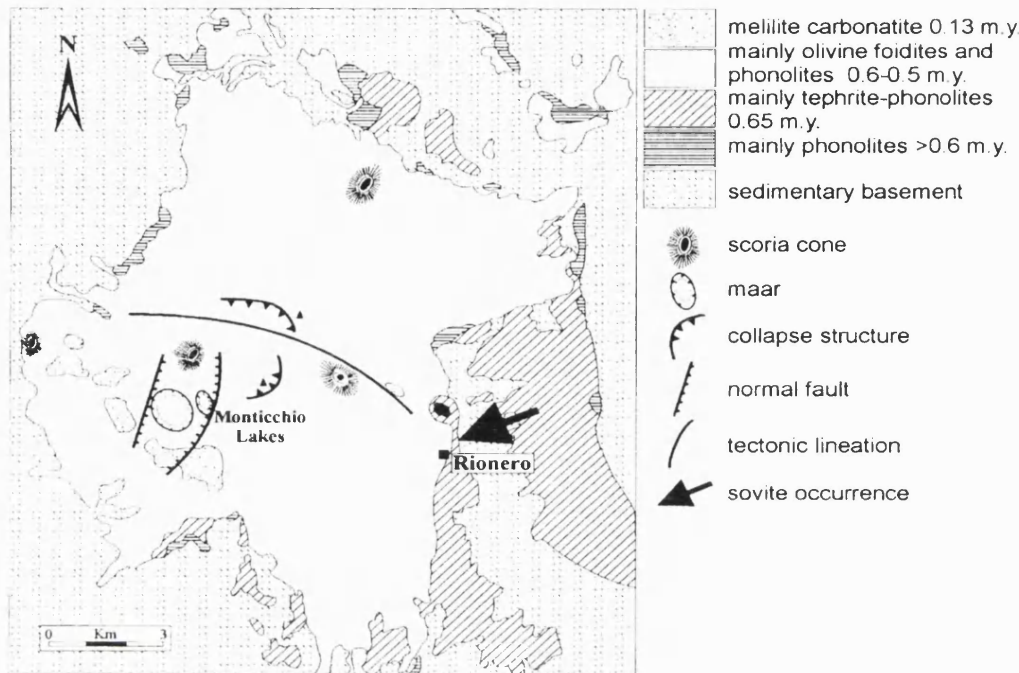 N
Monticchio
Lakes
Rionero
0 Km 3
melilite carbonatite 0.13 m.y.
mainly olivine foidites and
phonolites 0.6-0.5 m.y.
mainly tephrite-phonolites
0.65 m.y.
mainly phonolites >0.6 m.y.
sedimentary basement
scoria cone
maar
collapse structure
normal fault
tectonic lineation
sovite occurrence